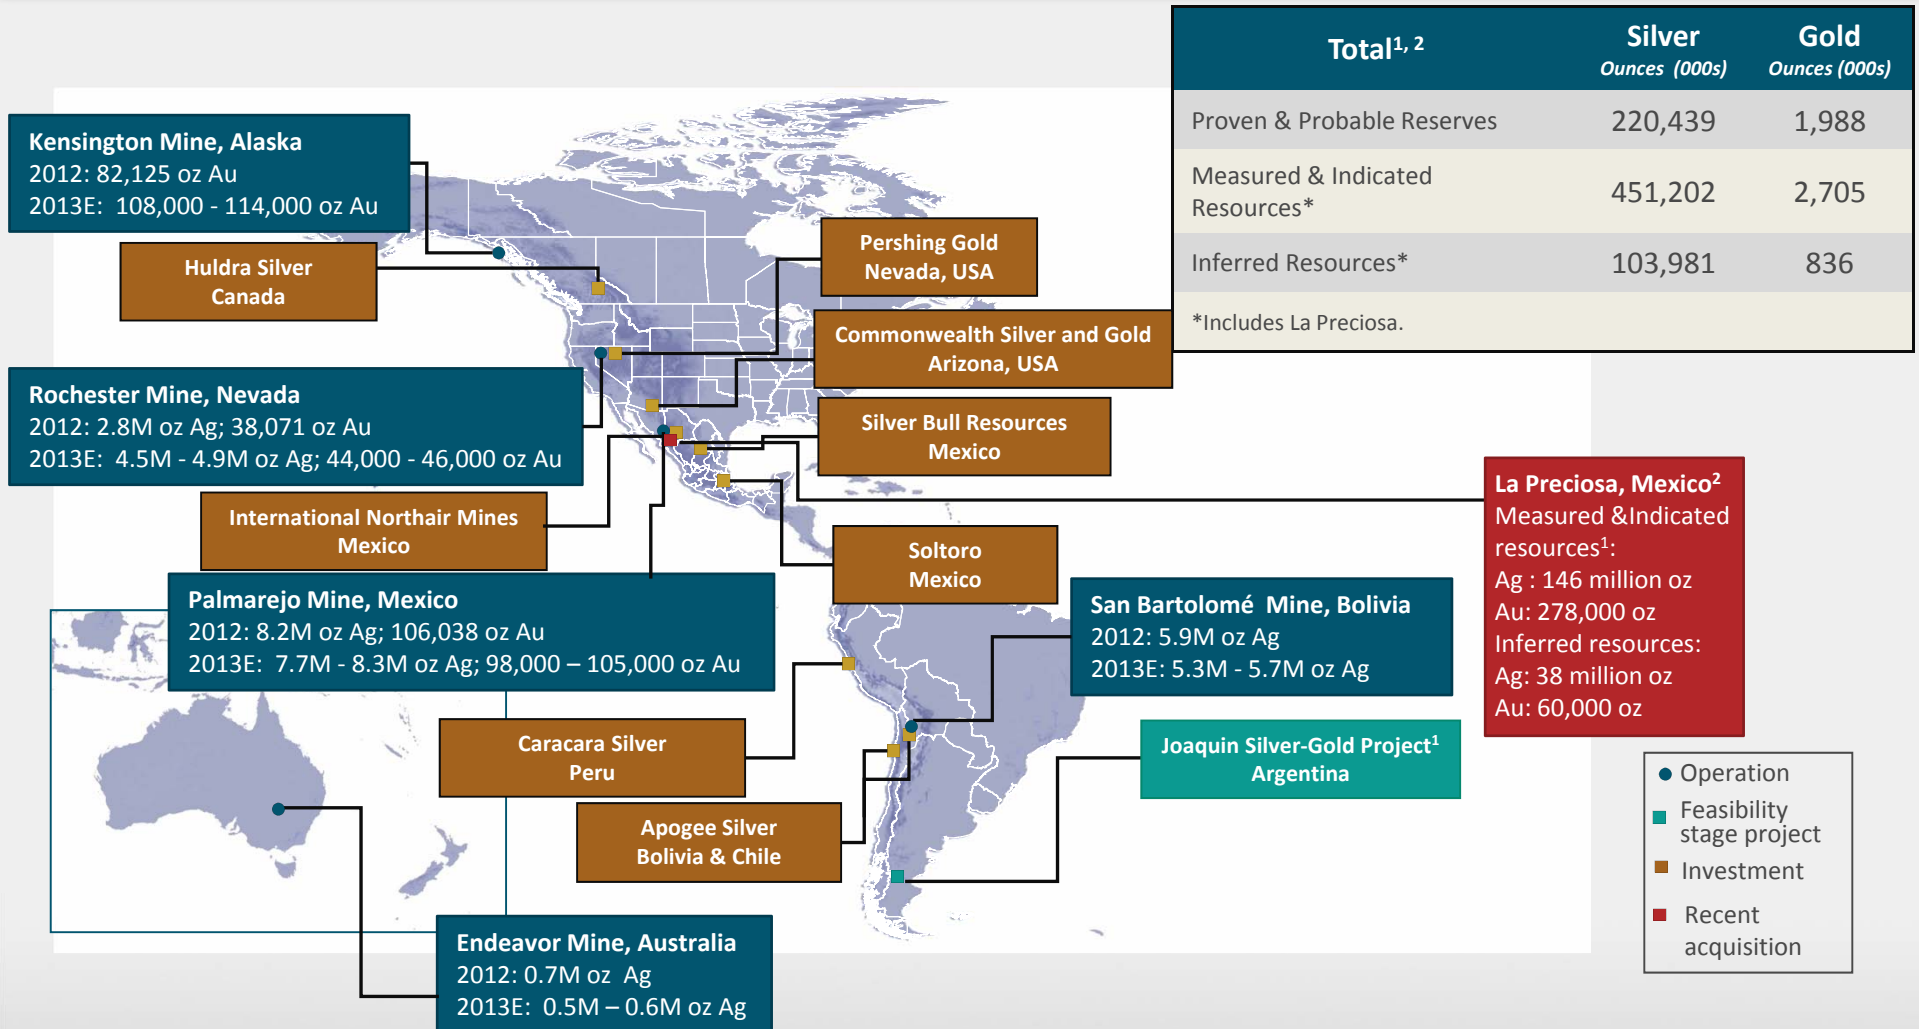 Total1, 2 Silver Gold
Ounces (000s) Ounces (000s)
Proven & Probable Reserves 220,439 1,988
Measured & Indicated
Resources* 451,202 2,705
Inferred Resources* 103,981 836
*Includes La Preciosa.
Kensington Mine, Alaska
2012: 82,125 oz Au
2013E: 108,000 - 114,000 oz Au
Huldra Silver
Canada
Pershing Gold
Nevada, USA
Commonwealth Silver and Gold
Arizona, USA
Rochester Mine, Nevada
2012: 2.8M oz Ag; 38,071 oz Au
2013E: 4.5M - 4.9M oz Ag; 44,000 - 46,000 oz Au
Silver Bull Resources
Mexico
International Northair Mines
Mexico
La Preciosa, Mexico2
Measured &Indicated
resources1:
Ag : 146 million oz
Au: 278,000 oz
Inferred resources:
Ag: 38 million oz
Au: 60,000 oz
Soltoro
Mexico
Palmarejo Mine, Mexico
2012: 8.2M oz Ag; 106,038 oz Au
2013E: 7.7M - 8.3M oz Ag; 98,000 – 105,000 oz Au
San Bartolomé Mine, Bolivia
2012: 5.9M oz Ag
2013E: 5.3M - 5.7M oz Ag
Caracara Silver
Peru
Joaquin Silver-Gold Project1
Argentina
Apogee Silver
Bolivia & Chile
Endeavor Mine, Australia
2012: 0.7M oz Ag
2013E: 0.5M – 0.6M oz Ag
Operation
Feasibility
stage project
Investment
Recent
acquisition